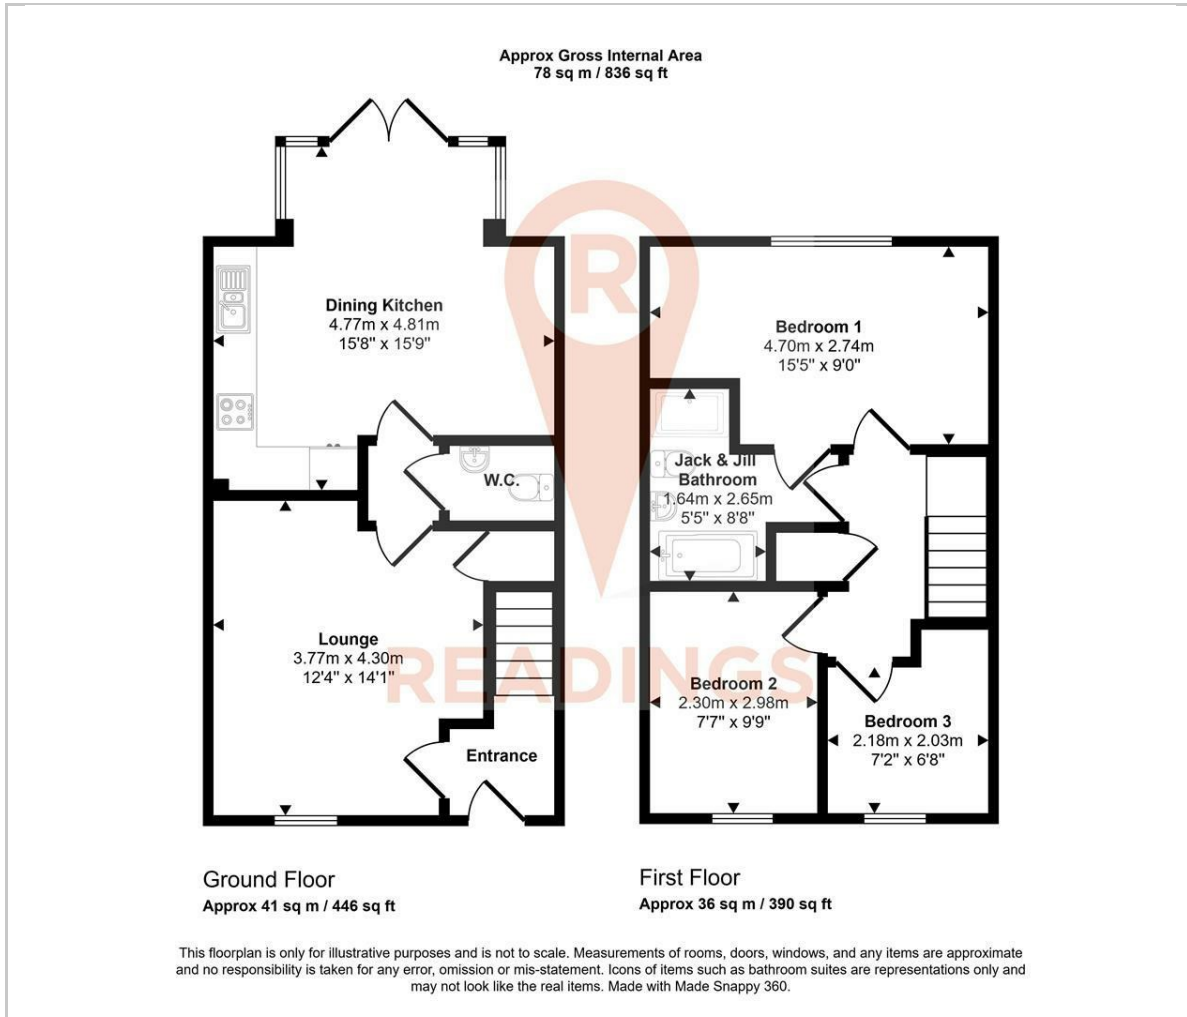 Approx Gross Internal Area
78 sq m / 836 sq ft
Dining Kitchen
4.77m x 4.81m
15'8" x 15'9"
W.C.
Lounge
3.77m x 4.30m
12'4" x 14'1"
Entrance
Bedroom 1
4.70m x 2.74m
15'5" x 9'0"
Jack & Jill
Bathroom
1.64m x 2.65m
5'5" x 8'8"
Bedroom 2
2.30m x 2.98m
7'7" x 9'9"
Bedroom 3
2.18m x 2.03m
7'2" x 6'8"
R
READINGS
Ground Floor
Approx 41 sq m / 446 sq ft
First Floor
Approx 36 sq m / 390 sq ft
This floorplan is only for illustrative purposes and is not to scale. Measurements of rooms, doors, windows, and any items are approximate
and no responsibility is taken for any error, omission or mis-statement. Icons of items such as bathroom suites are representations only and
may not look like the real items. Made with Made Snappy 360.